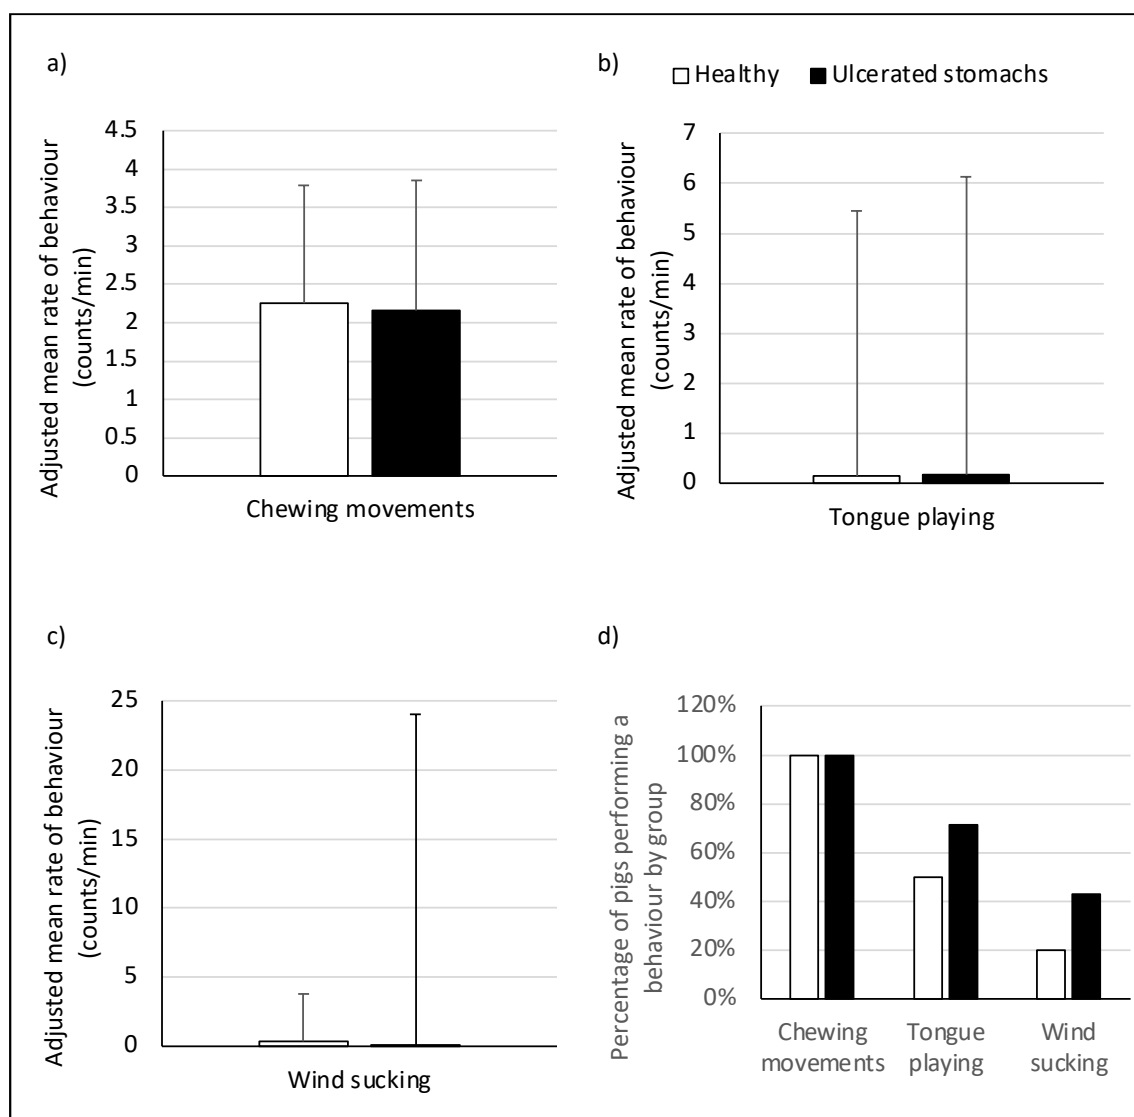 a)
Adjusted mean rate of behaviour
(counts/min)
4.5
4
3.5
3
2.5
2
1.5
1
0.5
0
Chewing movements
b)
Healthy Ulcerated stomachs
Adjusted mean rate of behaviour
(counts/min)
7
6
5
4
3
2
1
0
Tongue playing
c)
Adjusted mean rate of behaviour
(counts/min)
25
20
15
10
5
0
Wind sucking
d)
Percentage of pigs performing a
behaviour by group
120%
100%
80%
60%
40%
20%
0%
Chewing
movements
Tongue
playing
Wind
sucking